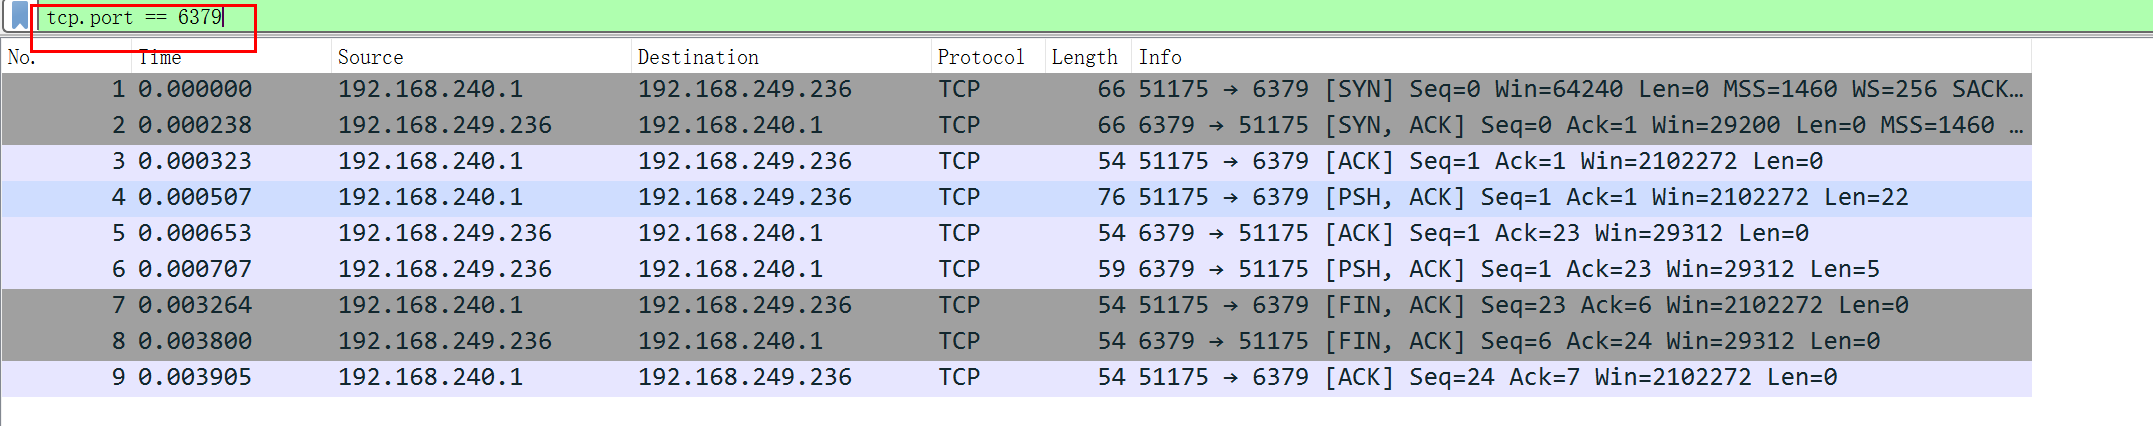 tcp.port == 6379
No. Time Source Destination Protocol Length Info
1 0.000000 192.168.240.1 192.168.249.236 TCP 66 51175 → 6379 [SYN] Seq=0 Win=64240 Len=0 MSS=1460 WS=256 SACK…
2 0.000238 192.168.249.236 192.168.240.1 TCP 66 6379 → 51175 [SYN, ACK] Seq=0 Ack=1 Win=29200 Len=0 MSS=1460 …
3 0.000323 192.168.240.1 192.168.249.236 TCP 54 51175 → 6379 [ACK] Seq=1 Ack=1 Win=2102272 Len=0
4 0.000507 192.168.240.1 192.168.249.236 TCP 76 51175 → 6379 [PSH, ACK] Seq=1 Ack=1 Win=2102272 Len=22
5 0.000653 192.168.249.236 192.168.240.1 TCP 54 6379 → 51175 [ACK] Seq=1 Ack=23 Win=29312 Len=0
6 0.000707 192.168.249.236 192.168.240.1 TCP 59 6379 → 51175 [PSH, ACK] Seq=1 Ack=23 Win=29312 Len=5
7 0.003264 192.168.240.1 192.168.249.236 TCP 54 51175 → 6379 [FIN, ACK] Seq=23 Ack=6 Win=2102272 Len=0
8 0.003800 192.168.249.236 192.168.240.1 TCP 54 6379 → 51175 [FIN, ACK] Seq=6 Ack=24 Win=29312 Len=0
9 0.003905 192.168.240.1 192.168.249.236 TCP 54 51175 → 6379 [ACK] Seq=24 Ack=7 Win=2102272 Len=0